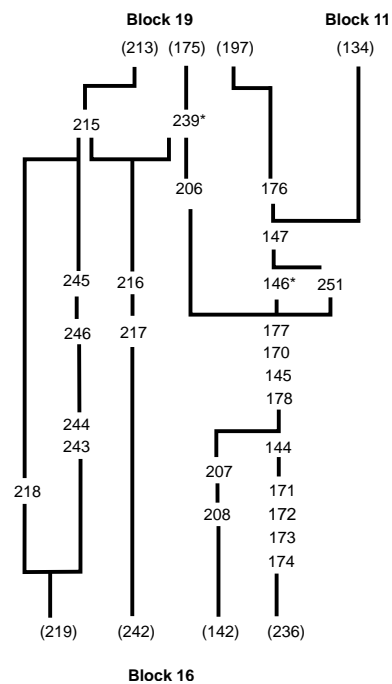 Block 19 Block 11
(213) (175) (197) (134)
215 239*
206 176
147
245 216 146* 251
246 217 177
170
145
178
244
243 144
218 207 171
208 172
173
174
(219) (242) (142) (236)
Block 16